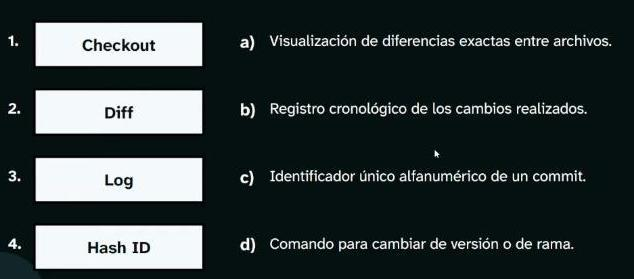 1. Checkout a) Visualización de diferencias exactas entre archivos.
2. Diff b) Registro cronológico de los cambios realizados.
3. Log c) Identificador único alfanumérico de un commit.
4. Hash ID d) Comando para cambiar de versión o de rama.